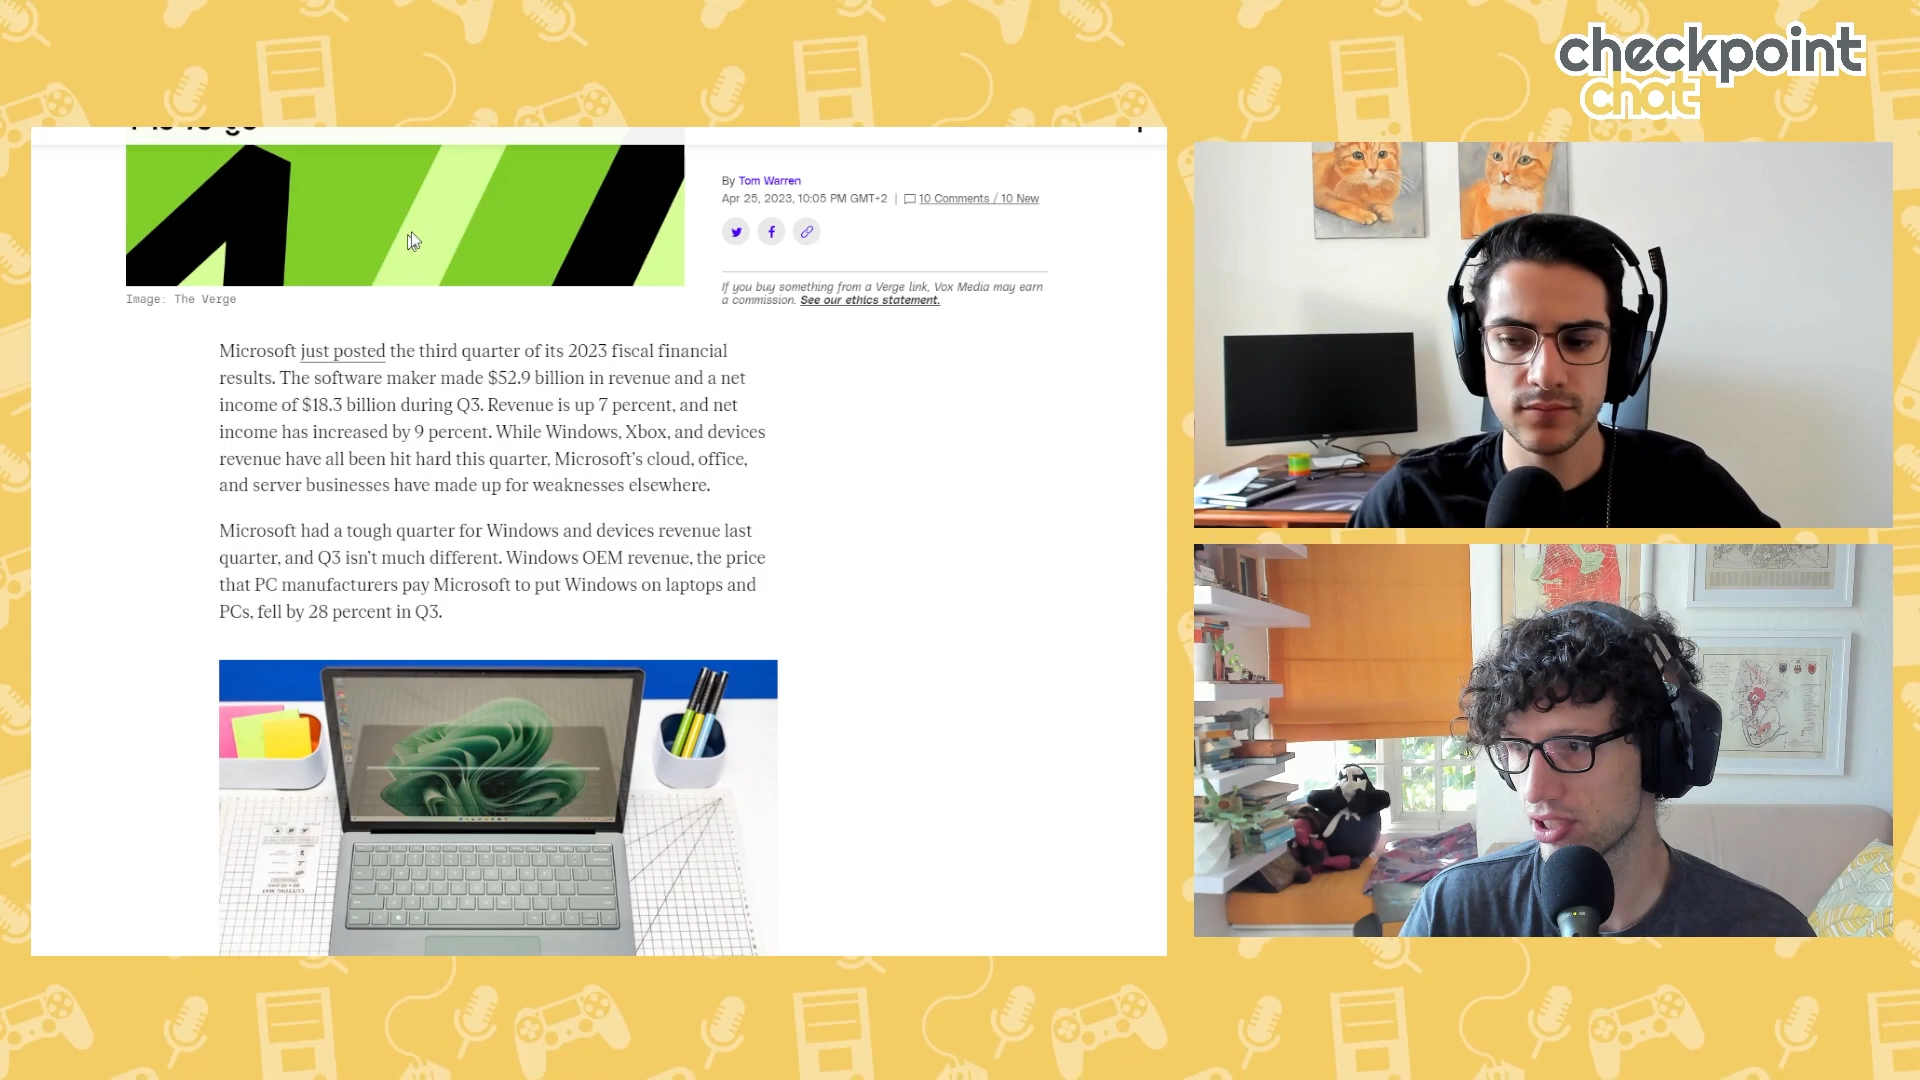 checkpoint
chat
By Tom Warren
Apr 25, 2023, 10:05 PM GMT+2 | 10 Comments / 10 New
If you buy something from a Verge link, Vox Media may earn
a commission. See our ethics statement.
Image: The Verge
Microsoft just posted the third quarter of its 2023 fiscal financial
results. The software maker made $52.9 billion in revenue and a net
income of $18.3 billion during Q3. Revenue is up 7 percent, and net
income has increased by 9 percent. While Windows, Xbox, and devices
revenue have all been hit hard this quarter, Microsoft’s cloud, office,
and server businesses have made up for weaknesses elsewhere.
Microsoft had a tough quarter for Windows and devices revenue last
quarter, and Q3 isn’t much different. Windows OEM revenue, the price
that PC manufacturers pay Microsoft to put Windows on laptops and
PCs, fell by 28 percent in Q3.